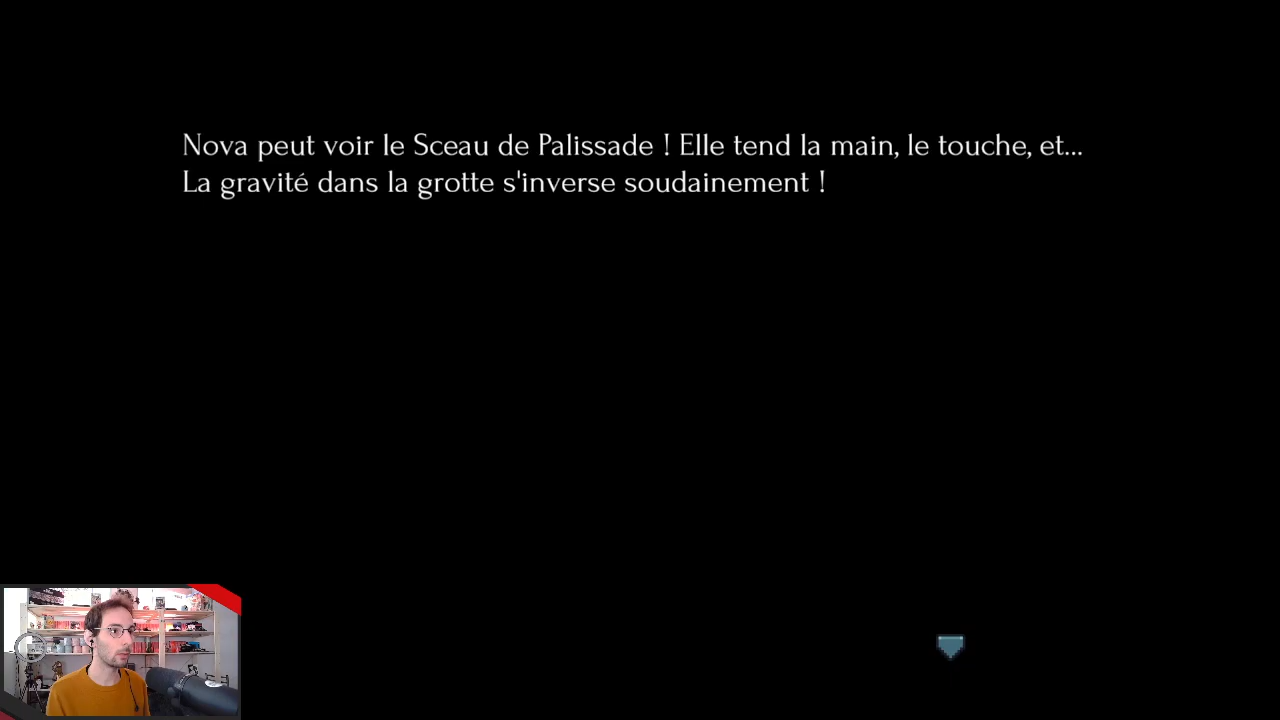 Nova peut voir le Sceau de Palissade ! Elle tend la main, le touche, et...
La gravité dans la grotte s'inverse soudainement !